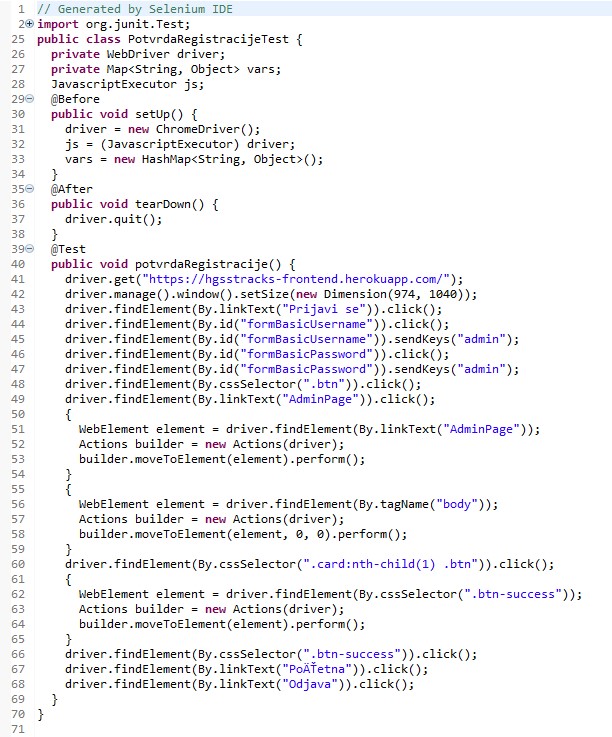 1 // Generated by Selenium IDE
2 import org.junit.Test;
25 public class PotvrdaRegistracijeTest {
26 private WebDriver driver;
27 private Map<String, Object> vars;
28 JavascriptExecutor js;
29 @Before
30 public void setUp() {
31 driver = new ChromeDriver();
32 js = (JavascriptExecutor) driver;
33 vars = new HashMap<String, Object>();
34 }
35 @After
36 public void tearDown() {
37 driver.quit();
38 }
39 @Test
40 public void potvrdaRegistracije() {
41 driver.get("https://hgsstracks-frontend.herokuapp.com/");
42 driver.manage().window().setSize(new Dimension(974, 1040));
43 driver.findElement(By.linkText("Prijavi se")).click();
44 driver.findElement(By.id("formBasicUsername")).click();
45 driver.findElement(By.id("formBasicUsername")).sendKeys("admin");
46 driver.findElement(By.id("formBasicPassword")).click();
47 driver.findElement(By.id("formBasicPassword")).sendKeys("admin");
48 driver.findElement(By.cssSelector(".btn")).click();
49 driver.findElement(By.linkText("AdminPage")).click();
50 {
51 WebElement element = driver.findElement(By.linkText("AdminPage"));
52 Actions builder = new Actions(driver);
53 builder.moveToElement(element).perform();
54 }
55 {
56 WebElement element = driver.findElement(By.tagName("body"));
57 Actions builder = new Actions(driver);
58 builder.moveToElement(element, 0, 0).perform();
59 }
60 driver.findElement(By.cssSelector(".card:nth-child(1) .btn")).click();
61 {
62 WebElement element = driver.findElement(By.cssSelector(".btn-success"));
63 Actions builder = new Actions(driver);
64 builder.moveToElement(element).perform();
65 }
66 driver.findElement(By.cssSelector(".btn-success")).click();
67 driver.findElement(By.linkText("PoÄŤetna")).click();
68 driver.findElement(By.linkText("Odjava")).click();
69 }
70 }
71